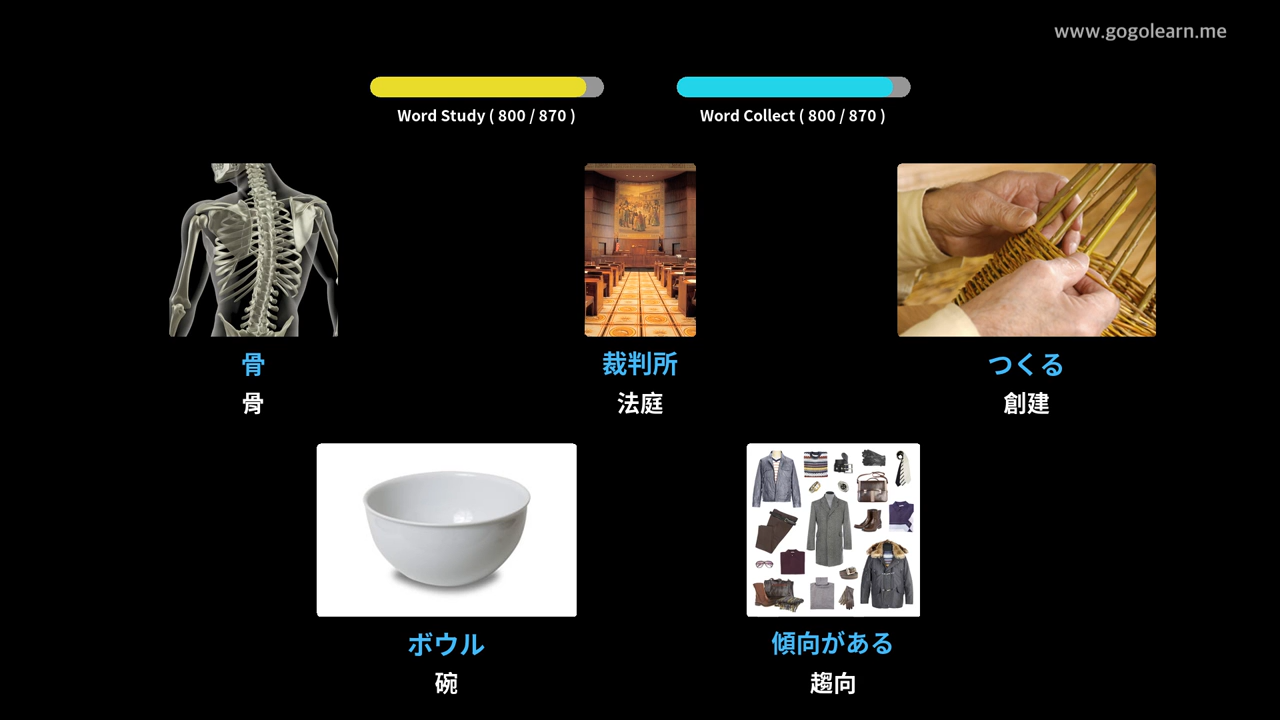 www.gogolearn.me
Word Study ( 800 / 870 )
Word Collect ( 800 / 870 )
骨
骨
裁判所
法庭
つくる
創建
ボウル
碗
傾向がある
趨向